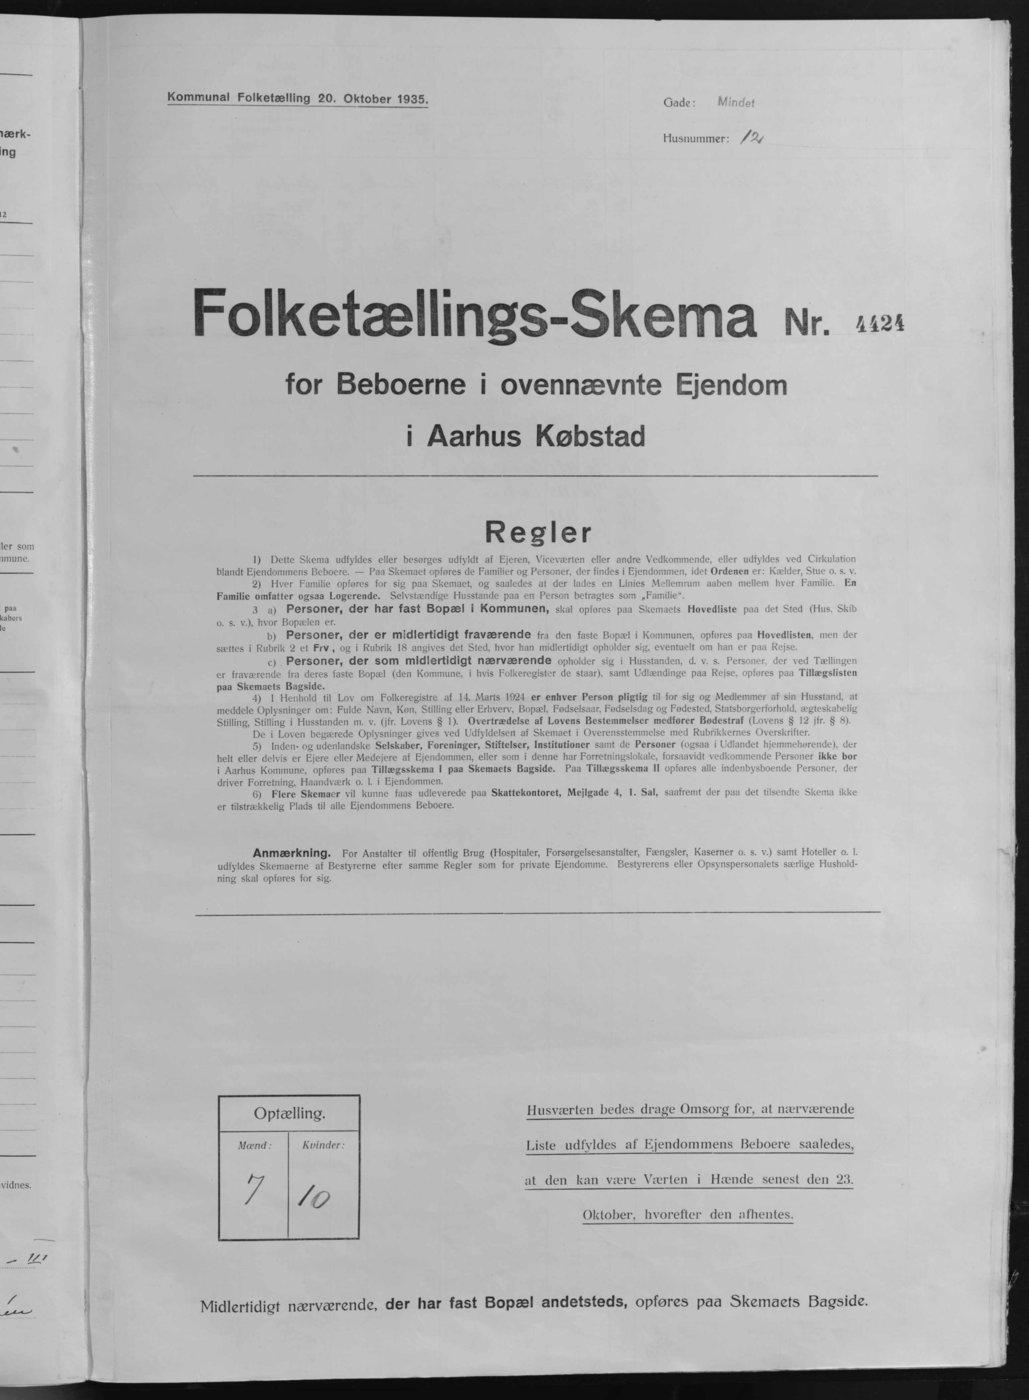 Kommunal Folketælling 20. Oktober 1935.
Gade: Mindet
Husnummer: 12
Folketællings-Skema Nr. 4424
for Beboerne i ovennævnte Ejendom
i Aarhus Købstad
Regler
1) Dette Skema udfyldes eller besørges udfyldt af Ejeren, Viceværten eller andre Vedkommende, eller udfyldes ved Cirkulation
blandt Ejendommens Beboere. — Paa Skemaet opføres de Familier og Personer, der findes i Ejendommen, idet Ordenen er: Kælder, Stue o. s. v.
2) Hver Familie opføres for sig paa Skemaet, og saaledes at der lades en Linies Mellemrum aaben mellem hver Familie. En
Familie omfatter ogsaa Logerende. Selvstændige Husstande paa en Person betragtes som „Familie“.
3 a) Personer, der har fast Bopæl i Kommunen, skal opføres paa Skemaets Hovedliste paa det Sted (Hus, Skib
o. s. v.), hvor Bopælen er.
b) Personer, der er midlertidigt fraværende fra den faste Bopæl i Kommunen, opføres paa Hovedlisten, men der
sættes i Rubrik 2 et Frv., og i Rubrik 18 angives det Sted, hvor han midlertidigt opholder sig, eventuelt om han er paa Rejse.
c) Personer, der som midlertidigt nærværende opholder sig i Husstanden, d. v. s. Personer, der ved Tællingen
er fraværende fra deres faste Bopæl (den Kommune, i hvis Folkeregister de staar), samt Udlændinge paa Rejse, opføres paa Tillægslisten
paa Skemaets Bagside.
4) I Henhold til Lov om Folkeregistre af 14. Marts 1924 er enhver Person pligtig til for sig og Medlemmer af sin Husstand, at
meddele Oplysninger om: Fulde Navn, Køn, Stilling eller Erhverv, Bopæl, Fødselsaar, Fødselsdag og Fødested, Statsborgerforhold, ægteskabelig
Stilling, Stilling i Husstanden m. v. (jfr. Lovens § 1). Overtrædelse af Lovens Bestemmelser medfører Bødestraf (Lovens § 12 jfr. § 8).
De i Loven begærede Oplysninger gives ved Udfyldelsen af Skemaet i Overensstemmelse med Rubrikkernes Overskrifter.
5) Inden- og udenlandske Selskaber, Foreninger, Stiftelser, Institutioner samt de Personer (ogsaa i Udlandet hjemmehørende), der
helt eller delvis er Ejere eller Medejere af Ejendommen, eller som i denne har Forretningslokale, forsaavidt vedkommende Personer ikke bor
i Aarhus Kommune, opføres paa Tillægsskema I paa Skemaets Bagside. Paa Tillægsskema II opføres alle indenbysboende Personer, der
driver Forretning, Haandværk o. l. i Ejendommen.
6) Flere Skemaer vil kunne faas udleverede paa Skattekontoret, Mejlgade 4, 1. Sal, saafremt der paa det tilsendte Skema ikke
er tilstrækkelig Plads til alle Ejendommens Beboere.
Anmærkning. For Anstalter til offentlig Brug (Hospitaler, Forsørgelsesanstalter, Fængsler, Kaserner o. s. v.) samt Hoteller o. l.
udfyldes Skemaerne af Bestyrerne efter samme Regler som for private Ejendomme. Bestyrerens eller Opsynspersonalets særlige Hushold-
ning skal opføres for sig.
Optælling.
Mænd: Kvinder:
7 10
Husværten bedes drage Omsorg for, at nærværende
Liste udfyldes af Ejendommens Beboere saaledes,
at den kan være Værten i Hænde senest den 23.
Oktober, hvorefter den afhentes.
Midlertidigt nærværende, der har fast Bopæl andetsteds, opføres paa Skemaets Bagside.